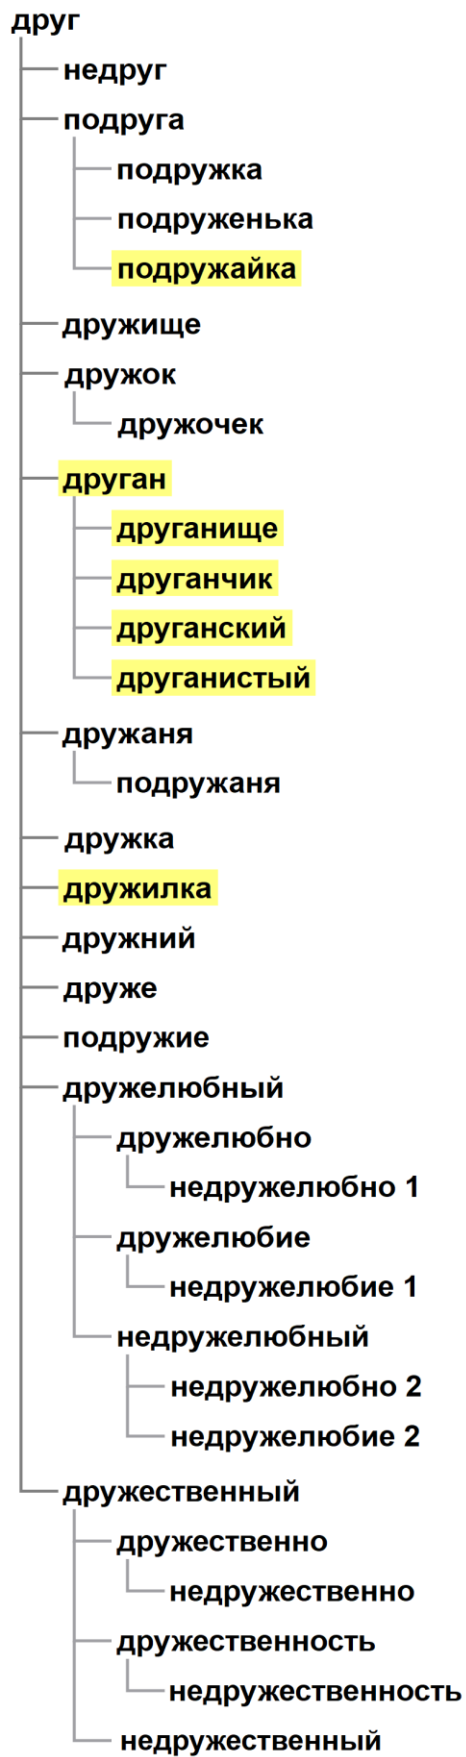 друг
недруг
подруга
подружка
подруженька
подружайка
дружище
дружок
дружочек
друган
друганище
друганчик
друганский
друганистый
дружаня
подружаня
дружка
дружилка
дружний
друже
подружие
дружелюбный
дружелюбно
недружелюбно 1
дружелюбие
недружелюбие 1
недружелюбный
недружелюбно 2
недружелюбие 2
дружественный
дружественно
недружественно
дружественность
недружественность
недружественный